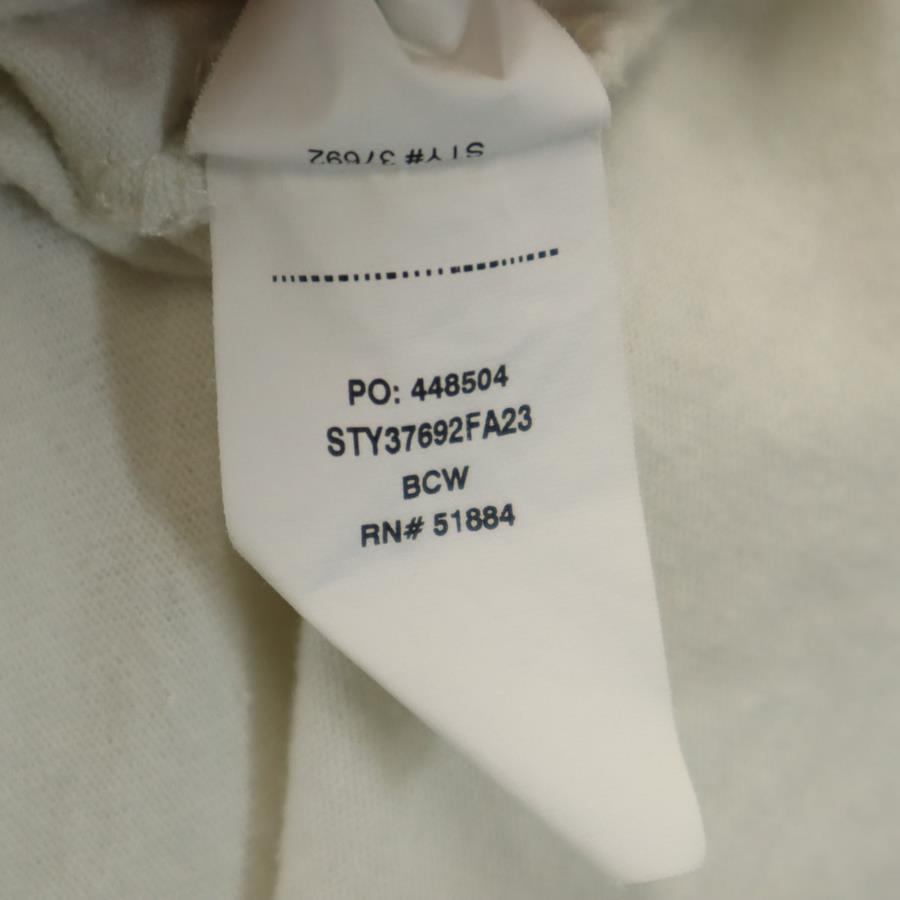 STY# 37692
PO: 448504
STY37692FA23
BCW
RN# 51884